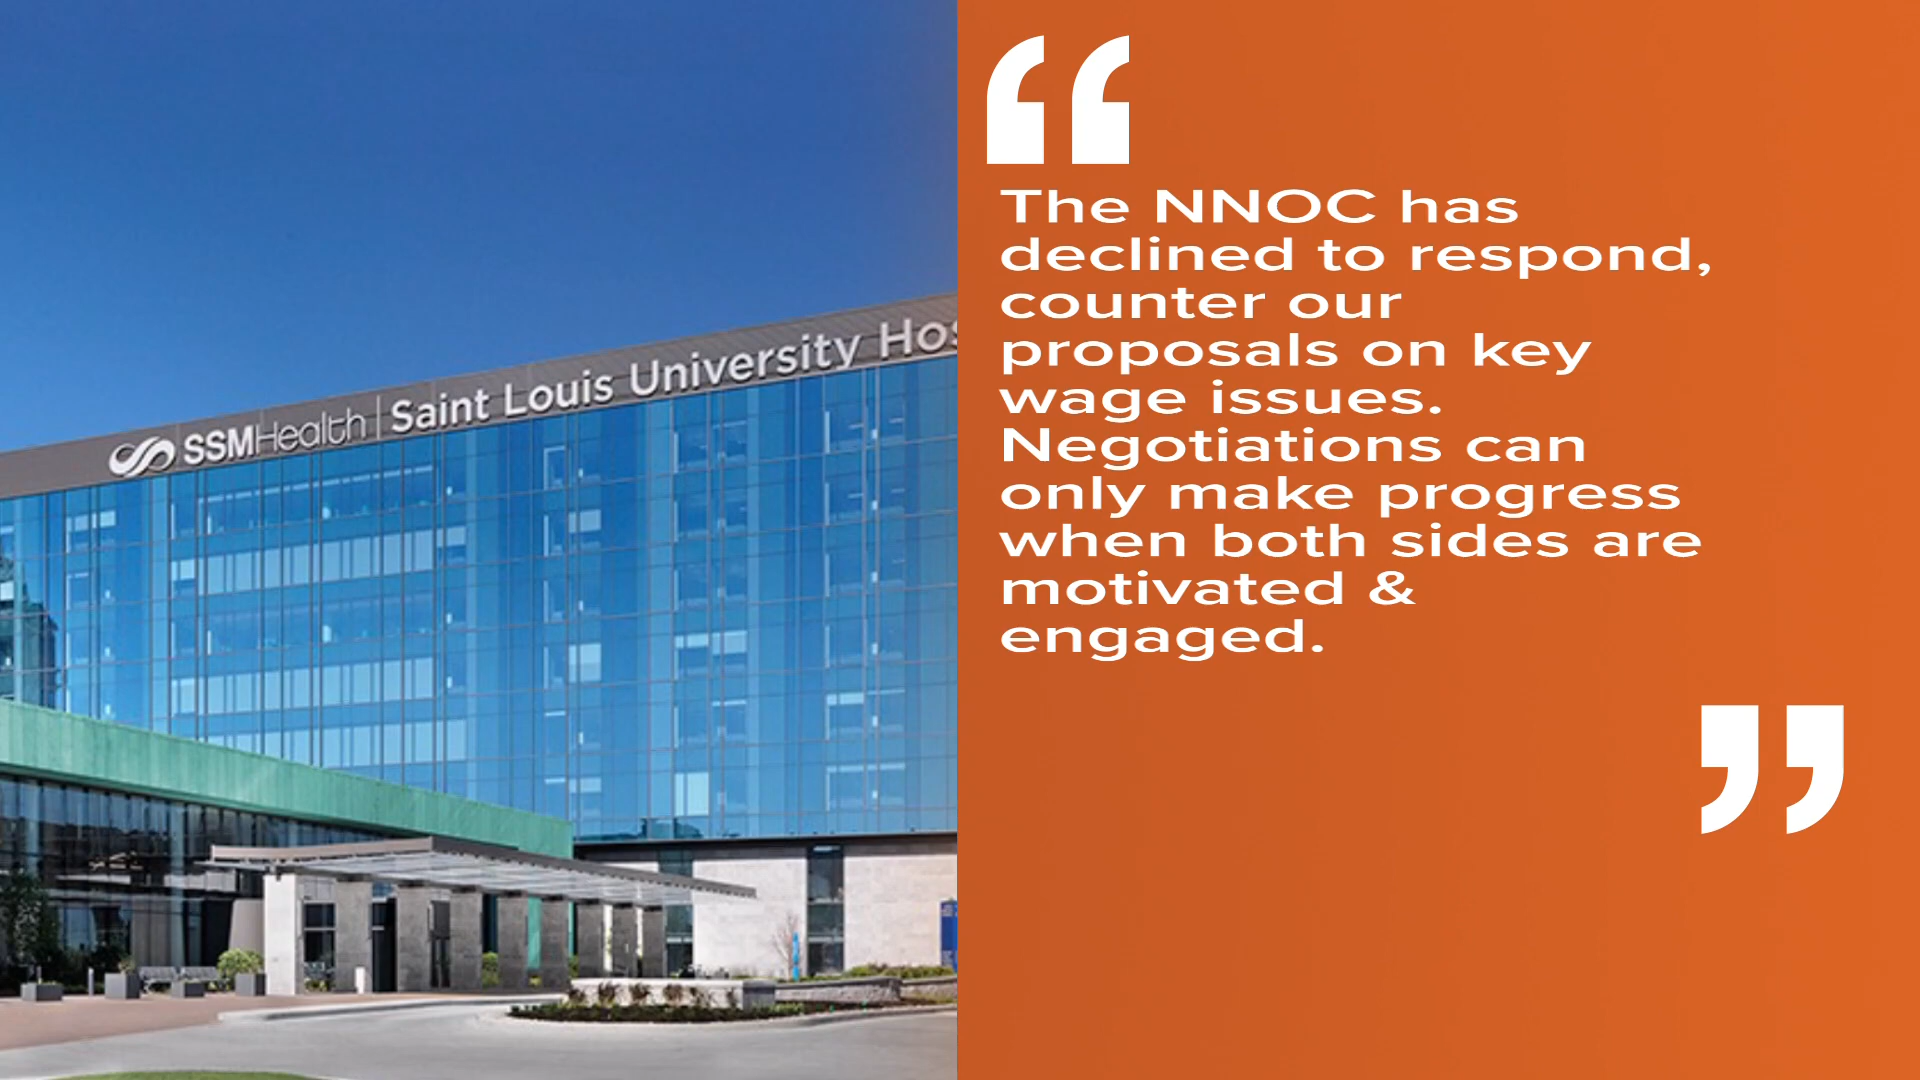 SSMHealth | Saint Louis University Hos
“
The NNOC has
declined to respond,
counter our
proposals on key
wage issues.
Negotiations can
only make progress
when both sides are
motivated &
engaged.
”